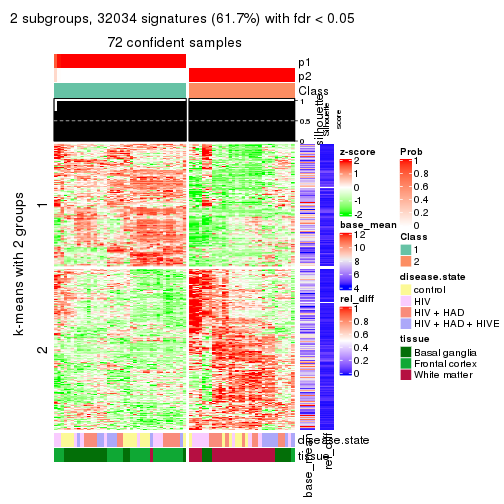 2 subgroups, 32034 signatures (61.7%) with fdr < 0.05
72 confident samples
p1
p2
Class
1
0.5
0
silhouette
Silhouette
score
k-means with 2 groups
1
2
disease.state
tissue
base_mean
rel_diff
z-score
2
1
0
-1
-2
base_mean
12
10
8
6
4
rel_diff
1
0.8
0.6
0.4
0.2
0
Prob
1
0.8
0.6
0.4
0.2
0
Class
1
2
disease.state
control
HIV
HIV + HAD
HIV + HAD + HIVE
tissue
Basal ganglia
Frontal cortex
White matter